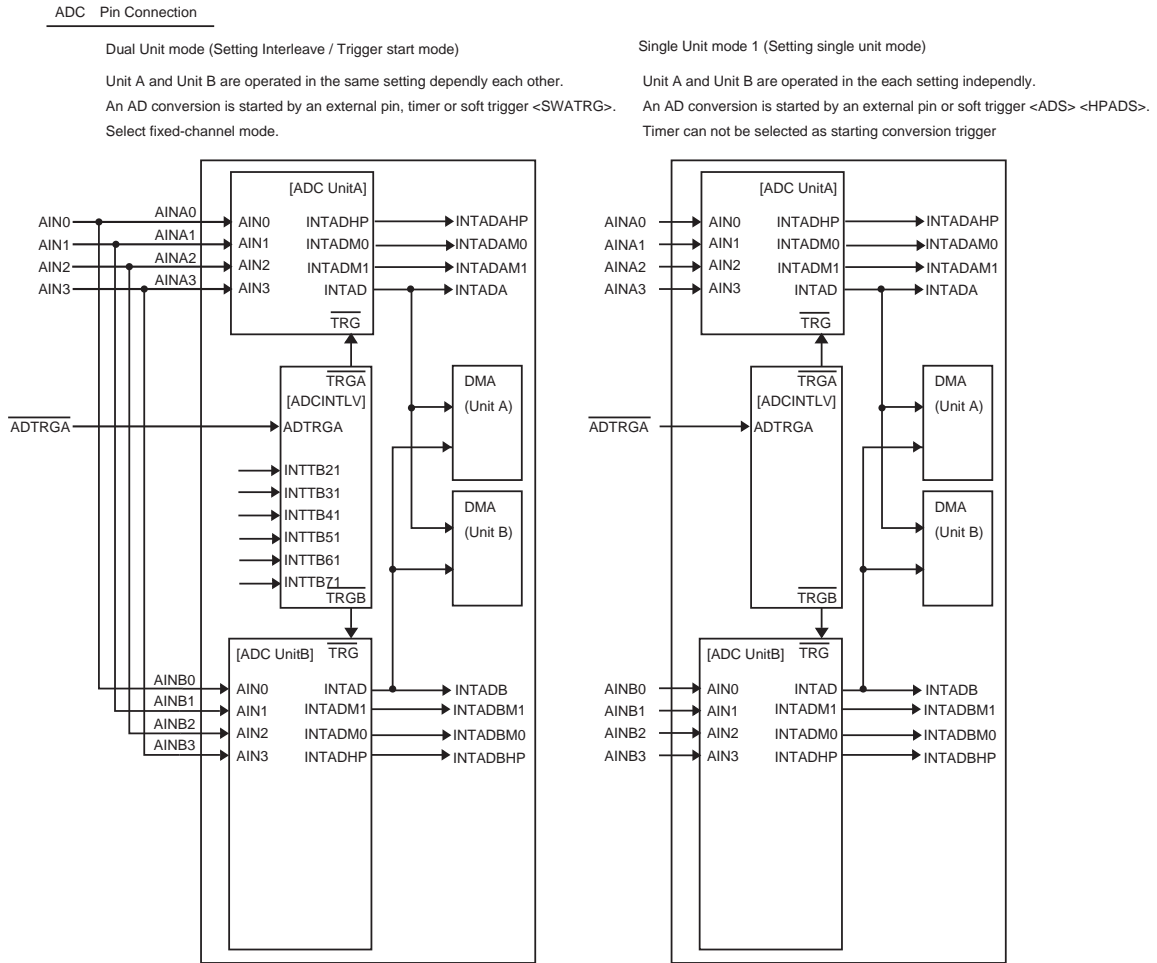 ADC Pin Connection
Dual Unit mode (Setting Interleave / Trigger start mode)
Unit A and Unit B are operated in the same setting dependly each other.
An AD conversion is started by an external pin, timer or soft trigger <SWATRG>.
Select fixed-channel mode.
[ADC UnitA]
AIN0 AINA0 AIN0 INTADHP INTADAHP
AIN1 AINA1 AIN1 INTADM0 INTADAM0
AIN2 AINA2 AIN2 INTADM1 INTADAM1
AIN3 AINA3 AIN3 INTAD INTADA
TRG
TRGA
[ADCINTLV]
ADTRGA ADTRGA
DMA
(Unit A)
INTTB21
INTTB31
INTTB41
INTTB51
INTTB61
INTTB71
TRGB
DMA
(Unit B)
[ADC UnitB] TRG
AINB0 AIN0 INTAD INTADB
AINB1 AIN1 INTADM1 INTADBM1
AINB2 AIN2 INTADM0 INTADBM0
AINB3 AIN3 INTADHP INTADBHP
Single Unit mode 1 (Setting single unit mode)
Unit A and Unit B are operated in the each setting independly.
An AD conversion is started by an external pin or soft trigger <ADS> <HPADS>.
Timer can not be selected as starting conversion trigger
[ADC UnitA]
AINA0 AIN0 INTADHP INTADAHP
AINA1 AIN1 INTADM0 INTADAM0
AINA2 AIN2 INTADM1 INTADAM1
AINA3 AIN3 INTAD INTADA
TRG
TRGA
[ADCINTLV]
ADTRGA ADTRGA
DMA
(Unit A)
TRGB
DMA
(Unit B)
[ADC UnitB] TRG
AINB0 AIN0 INTAD INTADB
AINB1 AIN1 INTADM1 INTADBM1
AINB2 AIN2 INTADM0 INTADBM0
AINB3 AIN3 INTADHP INTADBHP